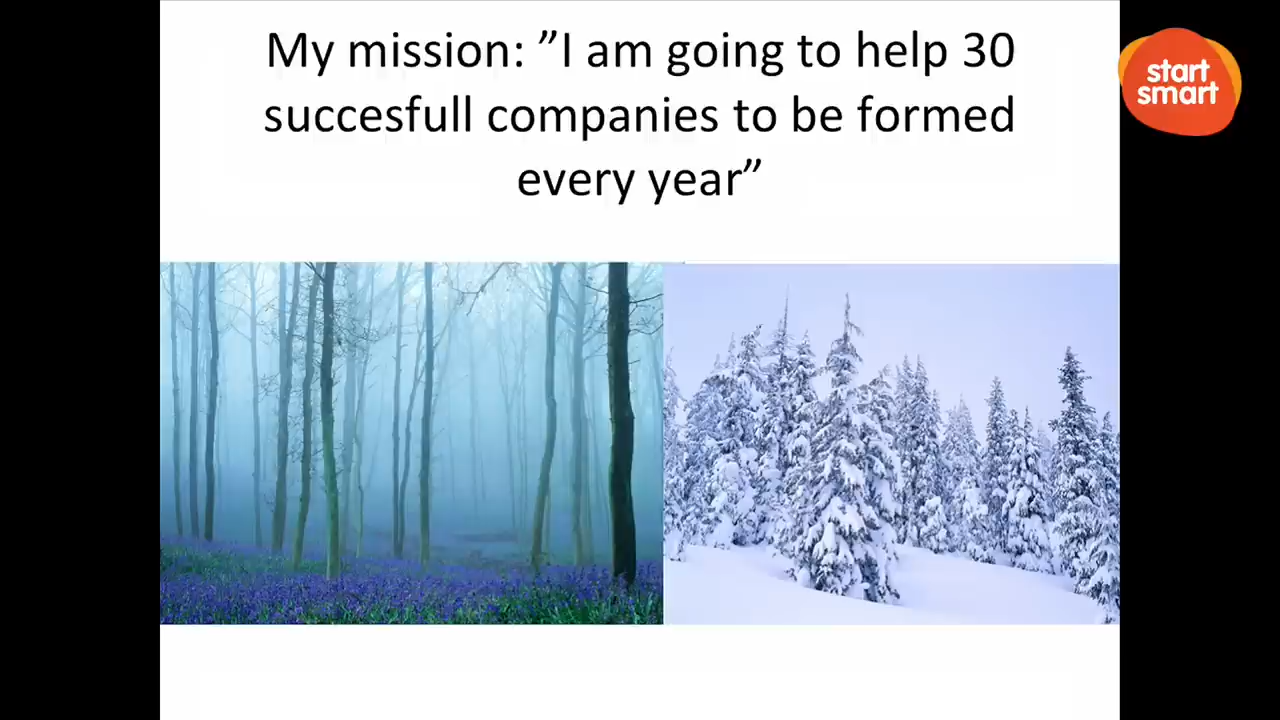 My mission: ”I am going to help 30
succesfull companies to be formed
every year”
start
smart